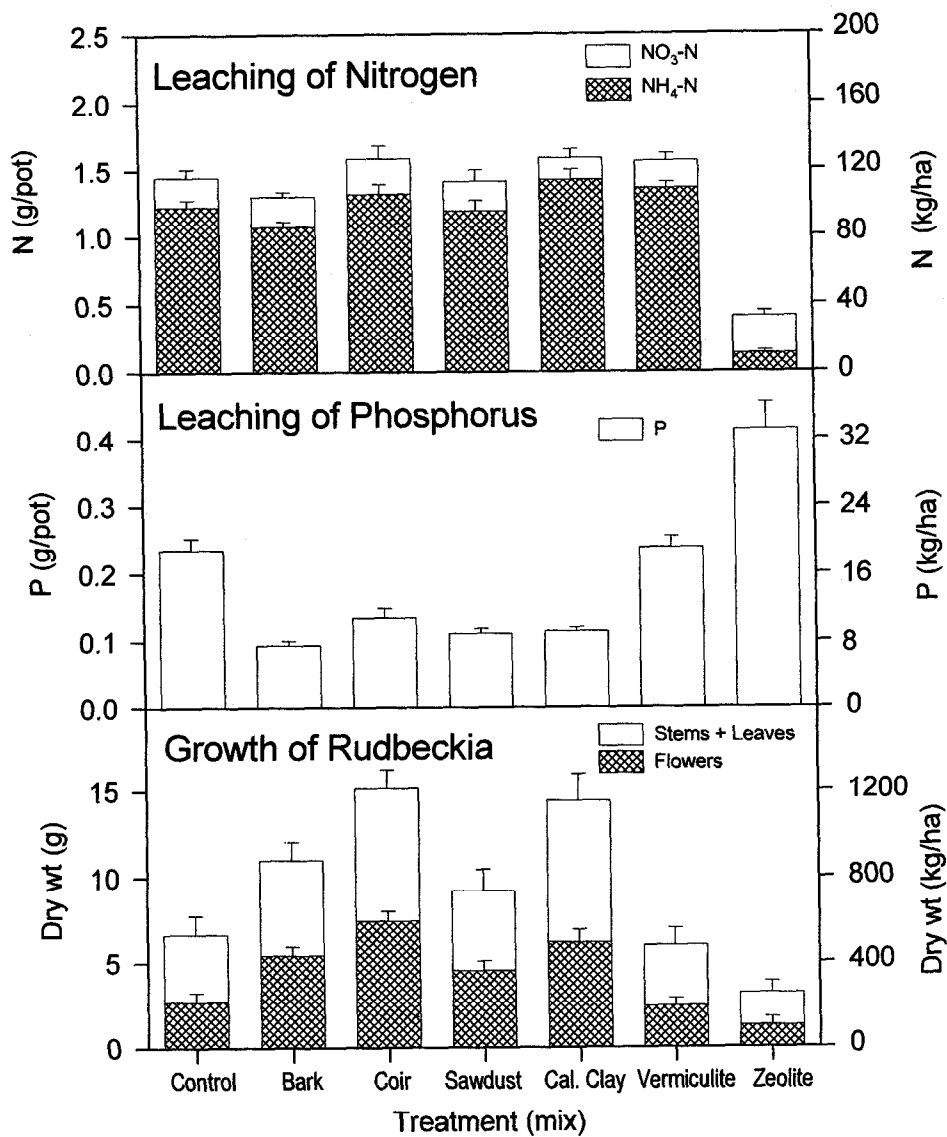 Leaching of Nitrogen
NO₃-N
NH₄-N
2.5
2.0
1.5
1.0
0.5
0.0
N (g/pot)
200
160
120
80
40
0
N (kg/ha)
Leaching of Phosphorus
P
0.4
0.3
0.2
0.1
0.0
P (g/pot)
32
24
16
8
0
P (kg/ha)
Growth of Rudbeckia
Stems + Leaves
Flowers
15
10
5
0
Dry wt (g)
1200
800
400
0
Dry wt (kg/ha)
Control Bark Coir Sawdust Cal. Clay Vermiculite Zeolite
Treatment (mix)